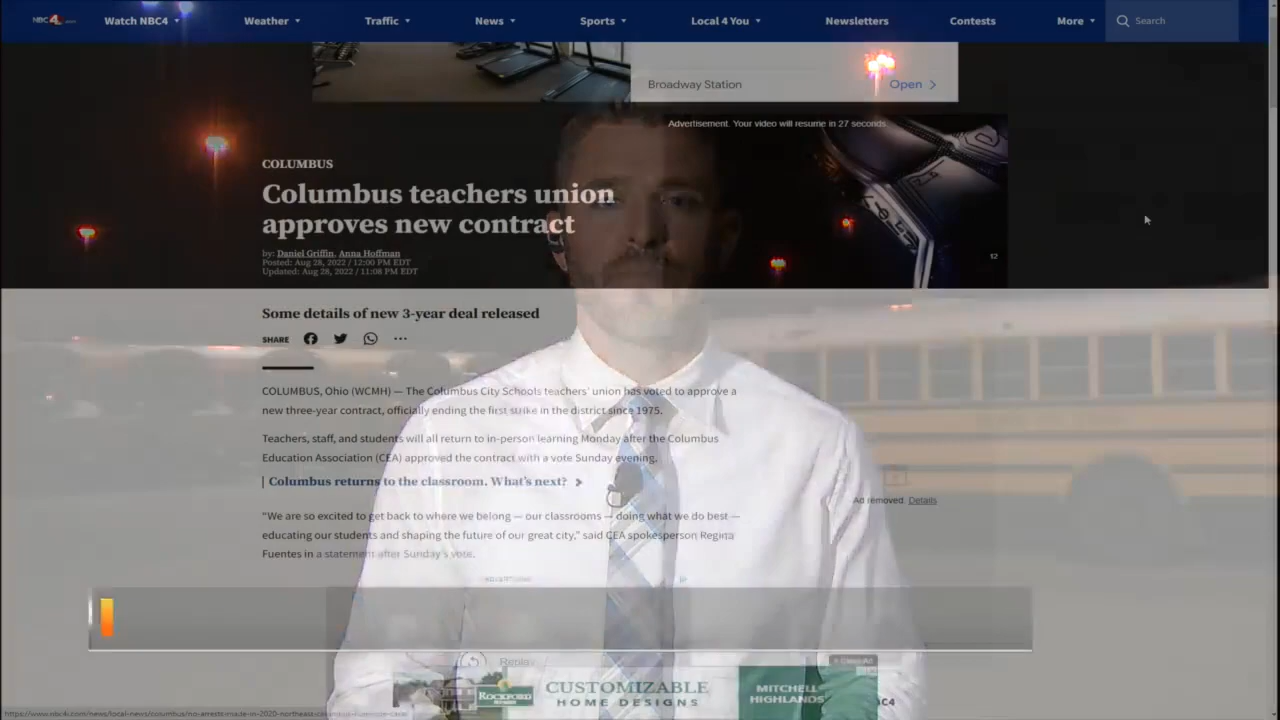 NBC4
Watch NBC4
Weather
Traffic
News
Sports
Local 4 You
Newsletters
Contests
More
Search
Broadway Station
Open
Advertisement. Your video will resume in 27 seconds.
COLUMBUS
Columbus teachers union
approves new contract
by: Daniel Griffin, Anna Hoffman
Posted: Aug 28, 2022 / 12:00 PM EDT
Updated: Aug 28, 2022 / 11:08 PM EDT
12
Some details of new 3-year deal released
SHARE
COLUMBUS, Ohio (WCMH) — The Columbus City Schools teachers' union has voted to approve a
new three-year contract, officially ending the first strike in the district since 1975.
Teachers, staff, and students will all return to in-person learning Monday after the Columbus
Education Association (CEA) approved the contract with a vote Sunday evening.
Columbus returns to the classroom. What's next?
Ad removed. Details
"We are so excited to get back to where we belong — our classrooms — doing what we do best —
educating our students and shaping the future of our great city," said CEA spokesperson Regina
Fuentes in a statement after Sunday's vote.
Replay
ROCKFORD
CUSTOMIZABLE
HOME DESIGNS
MITCHELL
HIGHLANDS